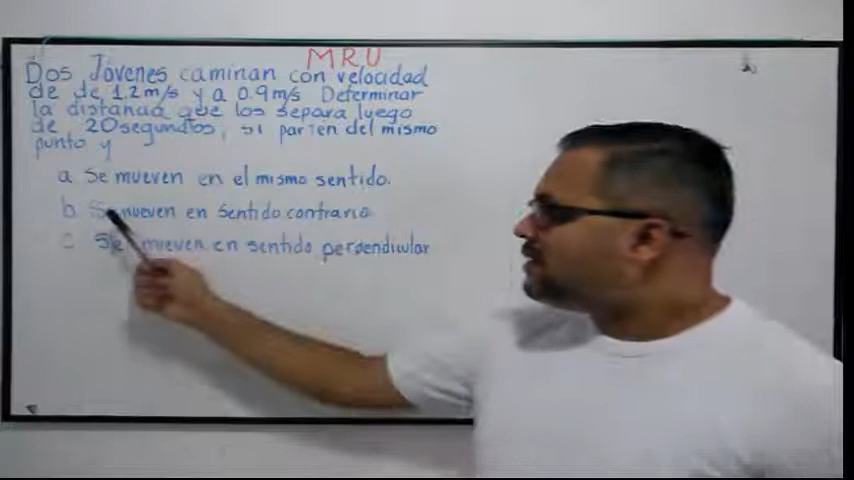 MRU
Dos Jóvenes caminan con velocidad
de de 1.2 m/s y a 0.9 m/s Determinar
la distancia que los separa luego
de 20 segundos, si parten del mismo
punto y
a Se mueven en el mismo sentido.
b Se mueven en sentido contrario
c Se mueven en sentido perpendicular